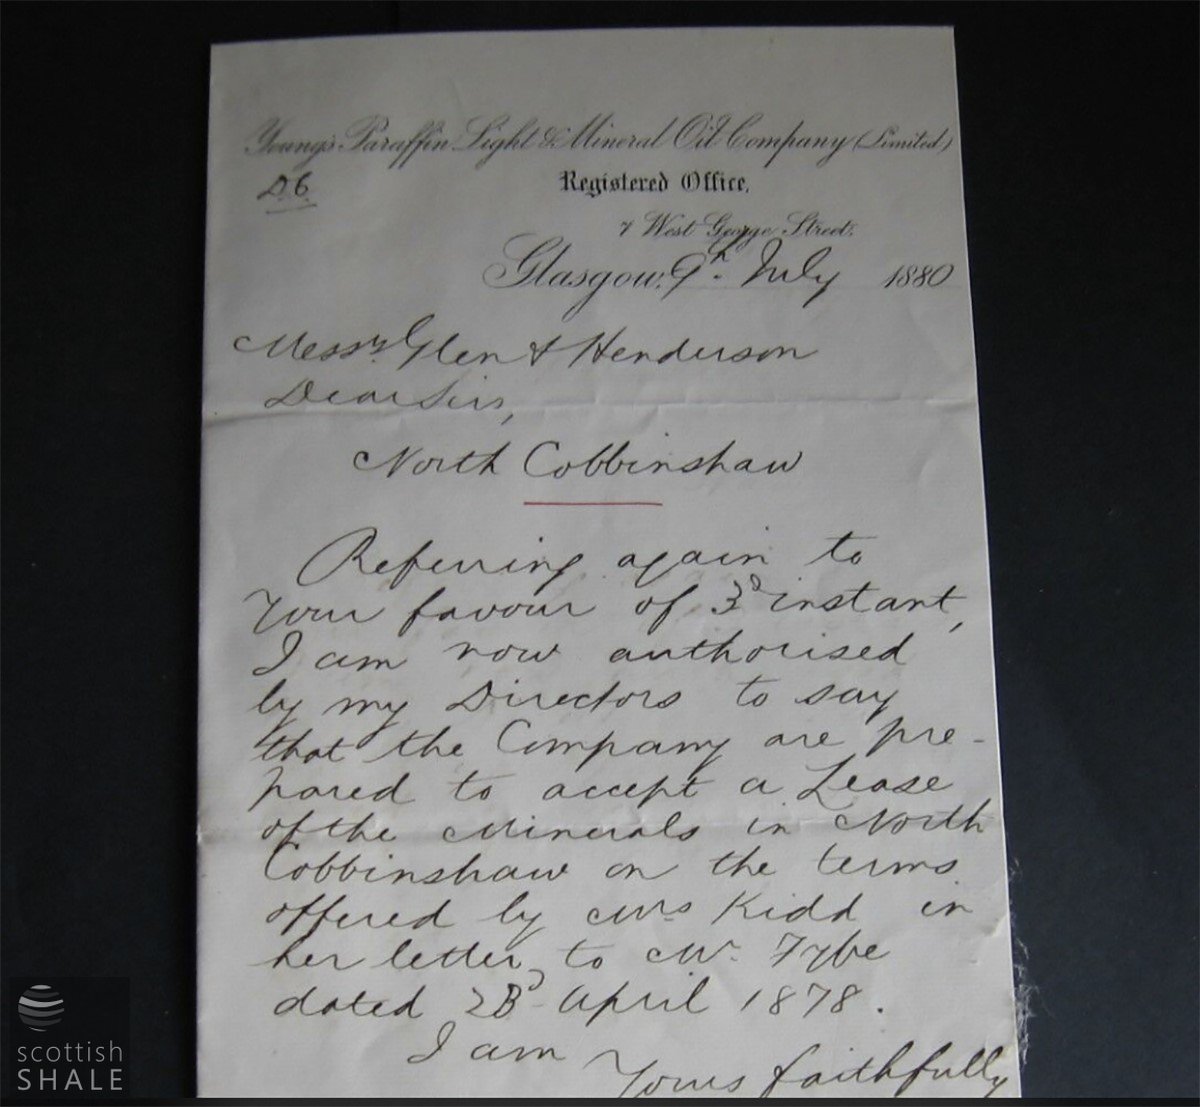 Young's Paraffin Light & Mineral Oil Company (Limited)
D.6.
Registered Office,
7 West George Street.
Glasgow, 9th July 1880
Messrs Glen & Henderson
Dear Sirs,
North Cobbinshaw
Referring again to
your favour of 3d instant,
I am now authorised
by my Directors to say
that the Company are pre-
pared to accept a Lease
of the Minerals in North
Cobbinshaw on the terms
offered by Mrs Kidd in
her letter to Mr. Fyfe
dated April 1878.
I am
Yours faithfully
scottish
SHALE